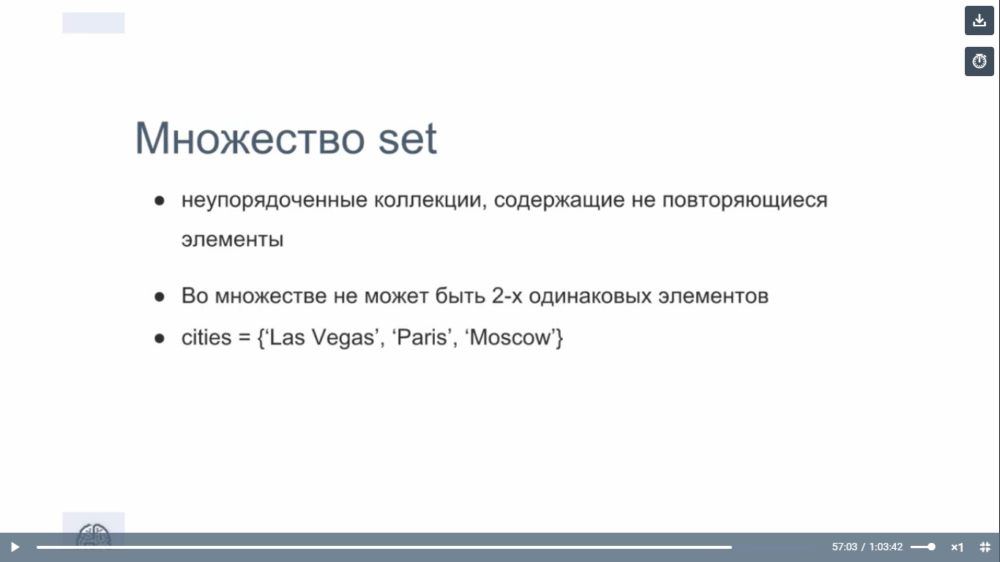 Множество set
● неупорядоченные коллекции, содержащие не повторяющиеся
элементы
● Во множестве не может быть 2-х одинаковых элементов
● cities = {‘Las Vegas’, ‘Paris’, ‘Moscow’}
57:03 / 1:03:42 ×1